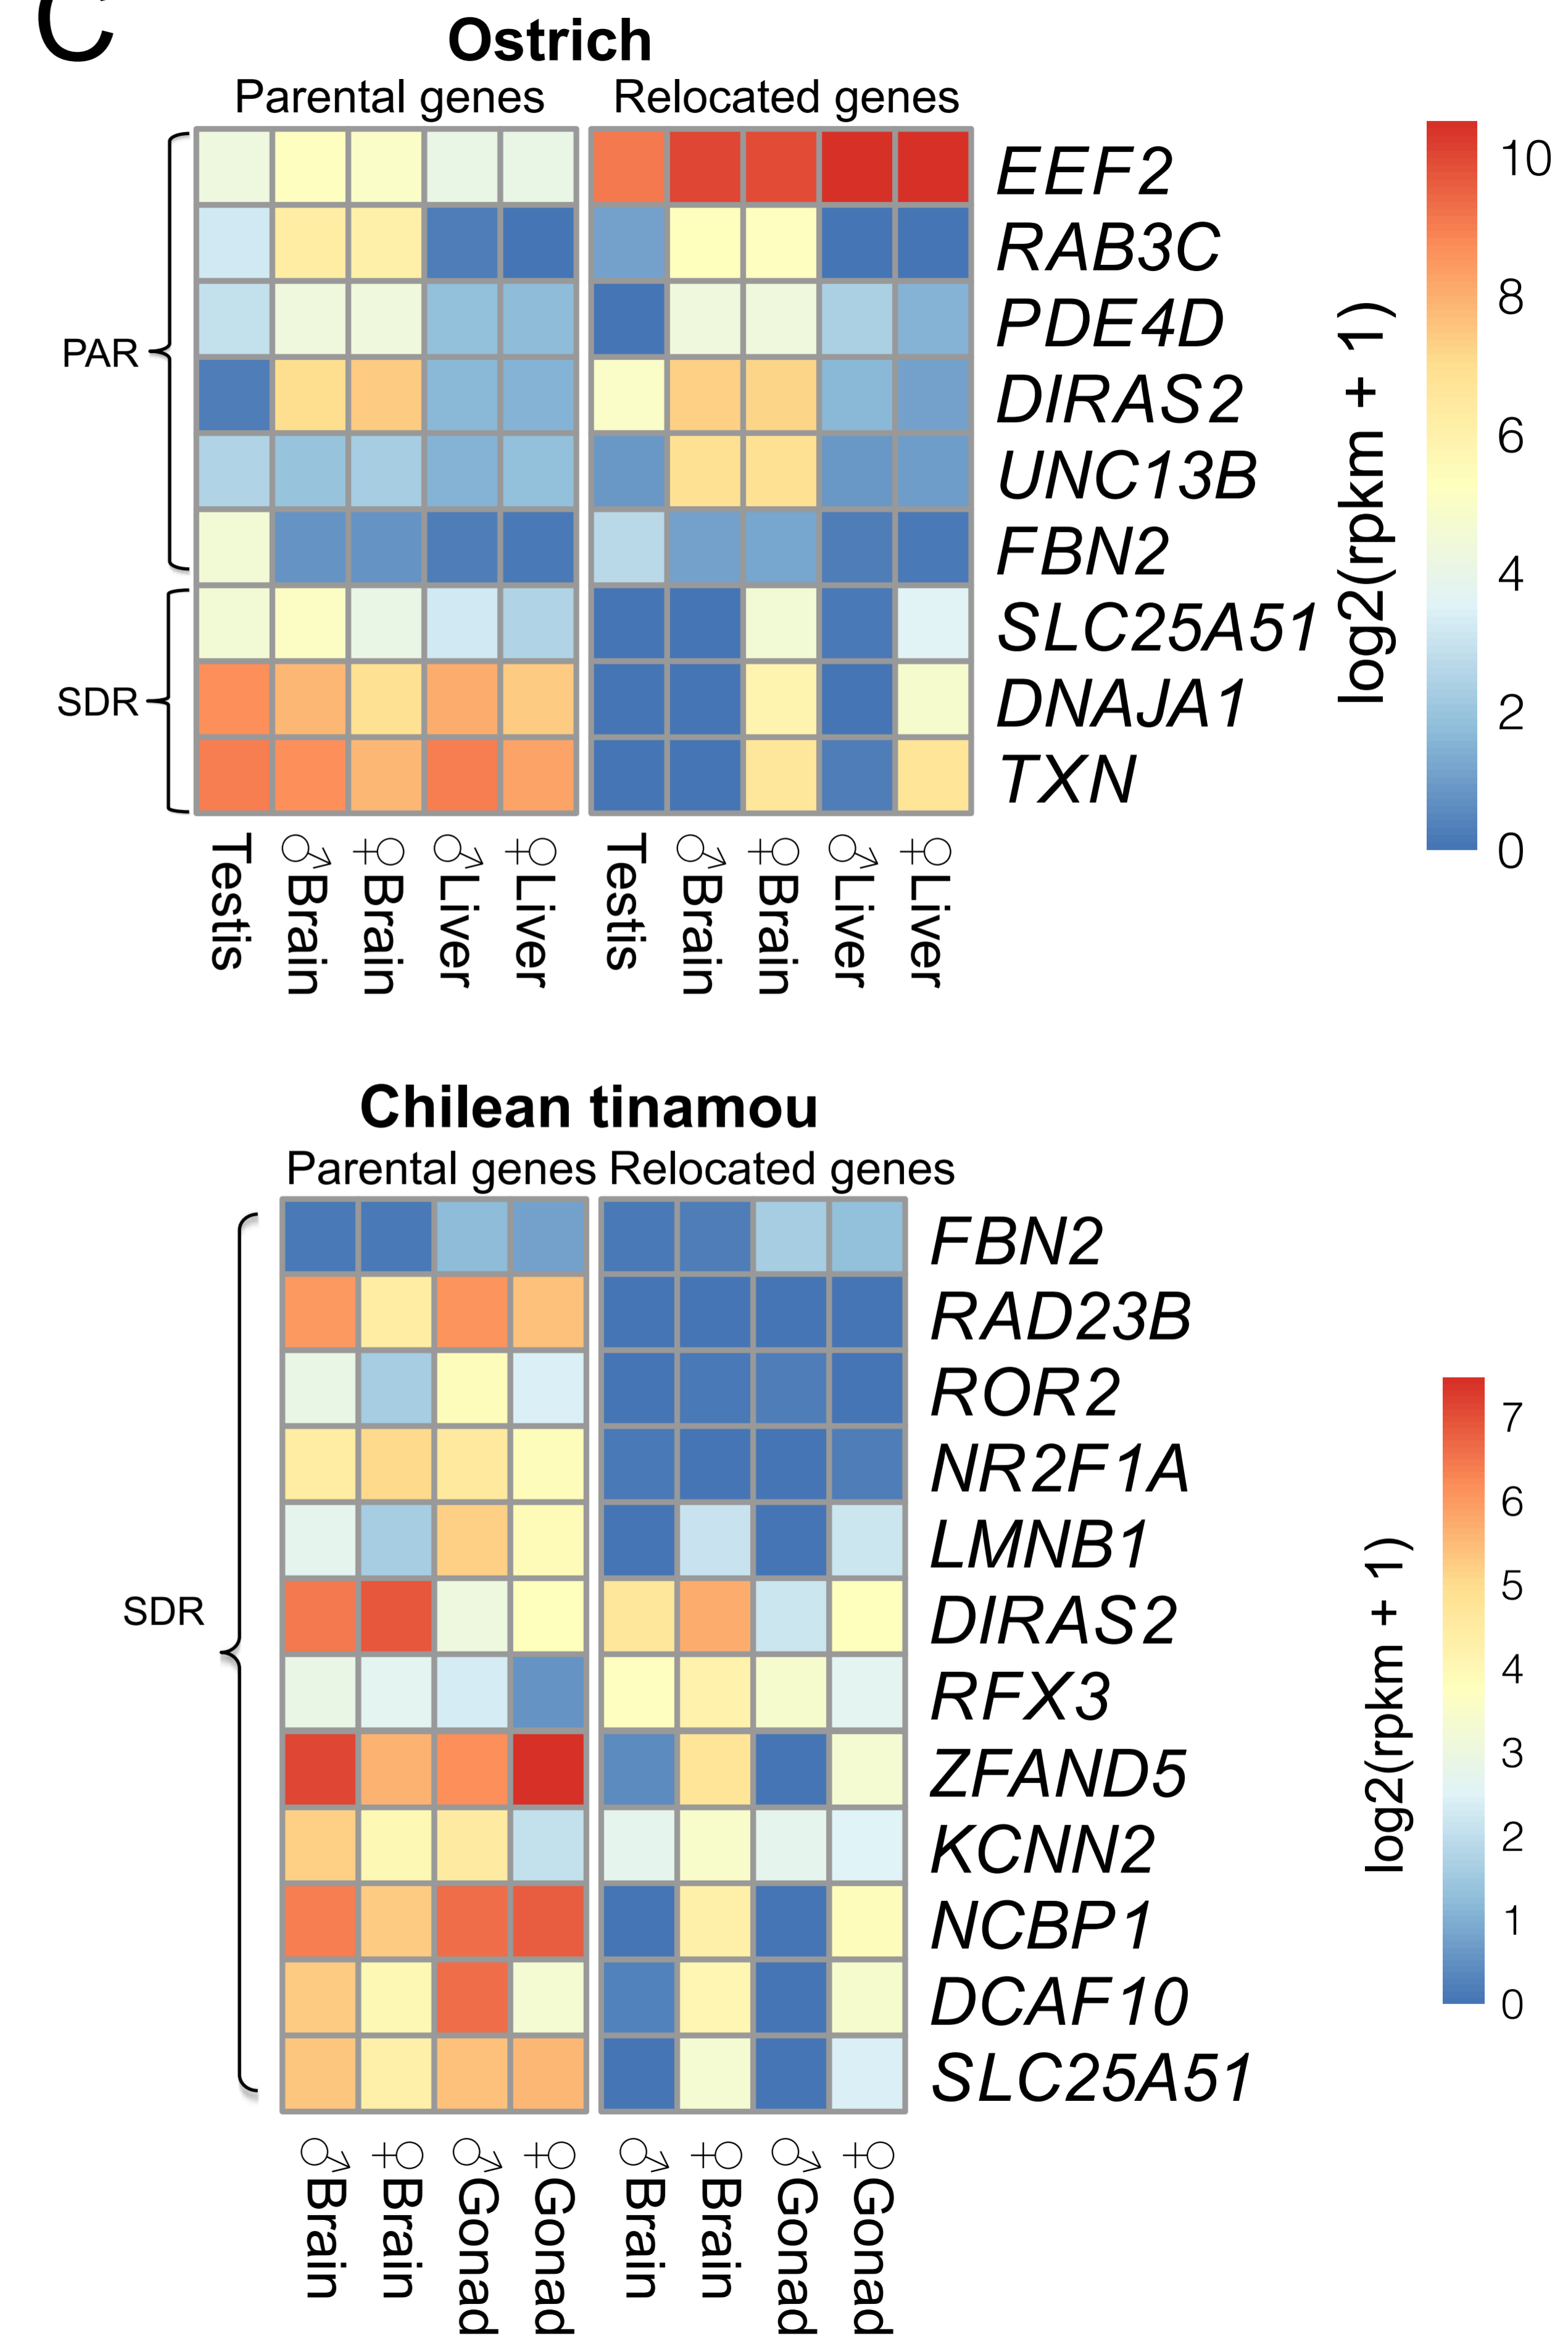 C
Ostrich
Parental genes Relocated genes
EEF2
RAB3C
PDE4D
DIRAS2
UNC13B
FBN2
SLC25A51
DNAJA1
TXN
PAR
SDR
Testis
♂Brain
♀Brain
♂Liver
♀Liver
Testis
♂Brain
♀Brain
♂Liver
♀Liver
10
8
6
4
2
0
log2(rpkm + 1)
Chilean tinamou
Parental genes Relocated genes
FBN2
RAD23B
ROR2
NR2F1A
LMNB1
DIRAS2
RFX3
ZFAND5
KCNN2
NCBP1
DCAF10
SLC25A51
SDR
♂Brain
♀Brain
♂Gonad
♀Gonad
♂Brain
♀Brain
♂Gonad
♀Gonad
7
6
5
4
3
2
1
0
log2(rpkm + 1)